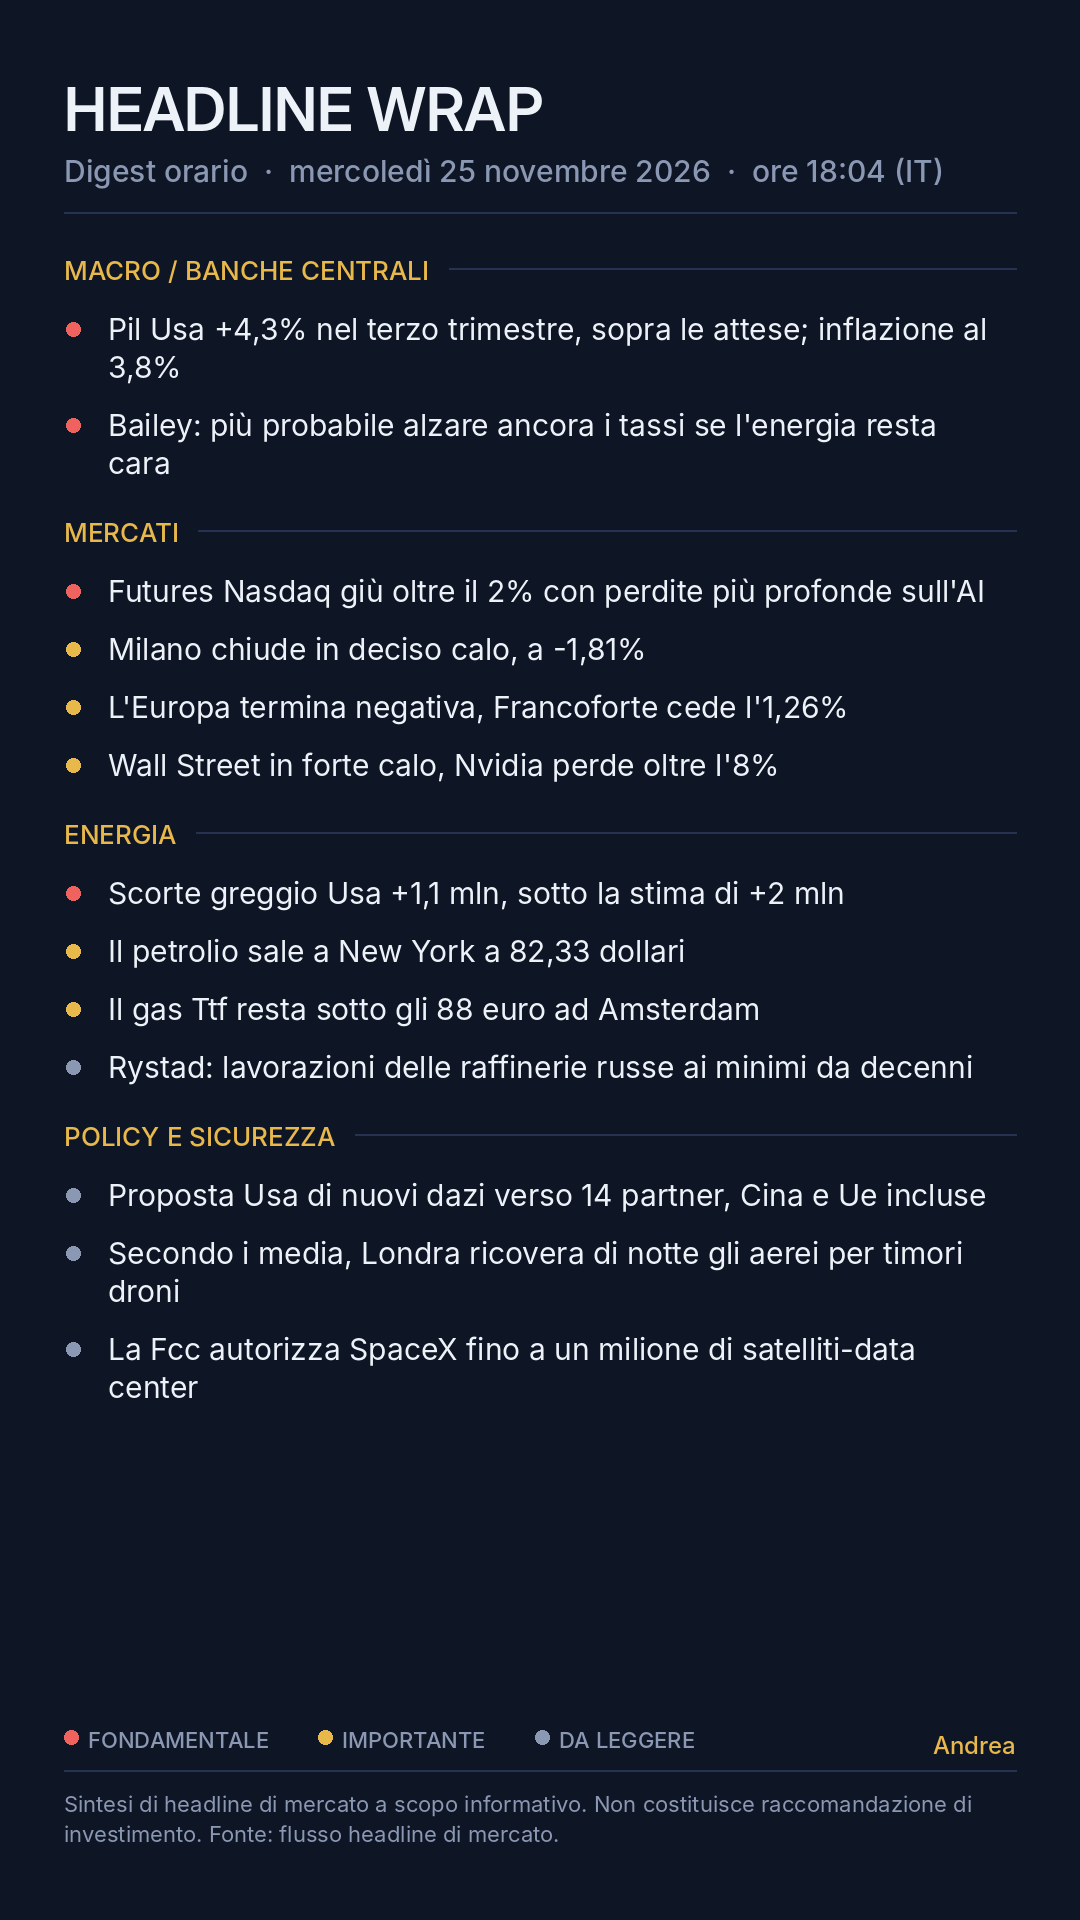 HEADLINE WRAP
Digest orario · mercoledì 25 novembre 2026 · ore 18:04 (IT)
MACRO / BANCHE CENTRALI
Pil Usa +4,3% nel terzo trimestre, sopra le attese; inflazione al
3,8%
Bailey: più probabile alzare ancora i tassi se l'energia resta
cara
MERCATI
Futures Nasdaq giù oltre il 2% con perdite più profonde sull'AI
Milano chiude in deciso calo, a -1,81%
L'Europa termina negativa, Francoforte cede l'1,26%
Wall Street in forte calo, Nvidia perde oltre l'8%
ENERGIA
Scorte greggio Usa +1,1 mln, sotto la stima di +2 mln
Il petrolio sale a New York a 82,33 dollari
Il gas Ttf resta sotto gli 88 euro ad Amsterdam
Rystad: lavorazioni delle raffinerie russe ai minimi da decenni
POLICY E SICUREZZA
Proposta Usa di nuovi dazi verso 14 partner, Cina e Ue incluse
Secondo i media, Londra ricovera di notte gli aerei per timori
droni
La Fcc autorizza SpaceX fino a un milione di satelliti-data
center
FONDAMENTALE IMPORTANTE DA LEGGERE Andrea
Sintesi di headline di mercato a scopo informativo. Non costituisce raccomandazione di
investimento. Fonte: flusso headline di mercato.